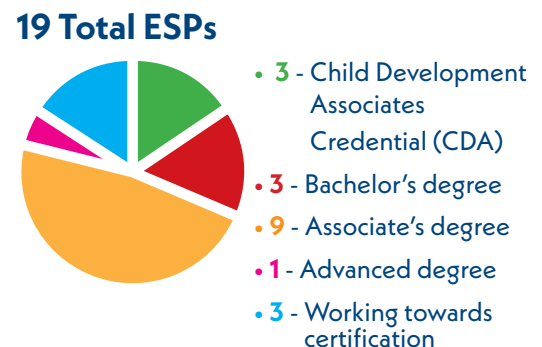 19 Total ESPs
• 3 - Child Development
Associates
Credential (CDA)
• 3 - Bachelor’s degree
• 9 - Associate’s degree
• 1 - Advanced degree
• 3 - Working towards
certification